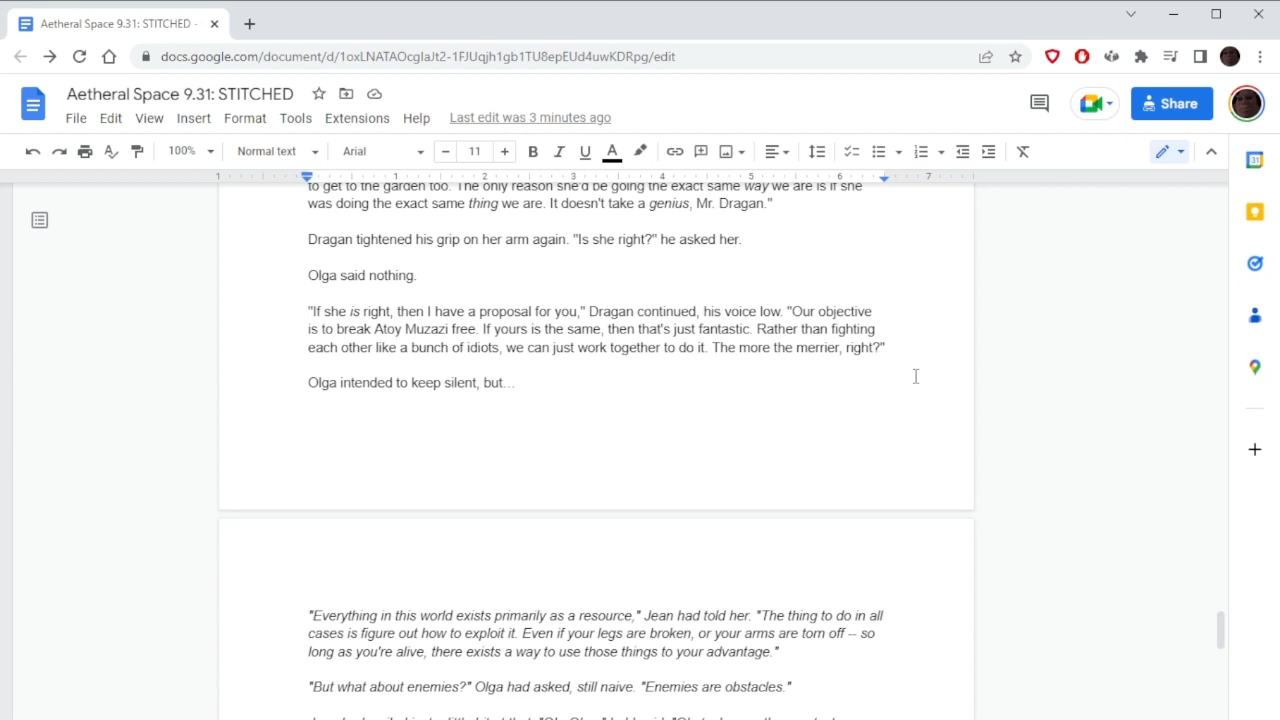 Aetheral Space 9.31: STITCHED -
docs.google.com/document/d/1oxLNATAOcgIaJt2-1FJUqjh1gb1TU8epEUd4uwKDRpg/edit
Aetheral Space 9.31: STITCHED
File Edit View Insert Format Tools Extensions Help Last edit was 3 minutes ago
Share
100% Normal text Arial 11
1 1 2 3 4 5 6 7
to get to the garden too. The only reason she'd be going the exact same way we are is if she
was doing the exact same thing we are. It doesn't take a genius, Mr. Dragan."
Dragan tightened his grip on her arm again. "Is she right?" he asked her.
Olga said nothing.
"If she is right, then I have a proposal for you," Dragan continued, his voice low. "Our objective
is to break Atoy Muzazi free. If yours is the same, then that's just fantastic. Rather than fighting
each other like a bunch of idiots, we can just work together to do it. The more the merrier, right?"
Olga intended to keep silent, but...
"Everything in this world exists primarily as a resource," Jean had told her. "The thing to do in all
cases is figure out how to exploit it. Even if your legs are broken, or your arms are torn off -- so
long as you're alive, there exists a way to use those things to your advantage."
"But what about enemies?" Olga had asked, still naive. "Enemies are obstacles."